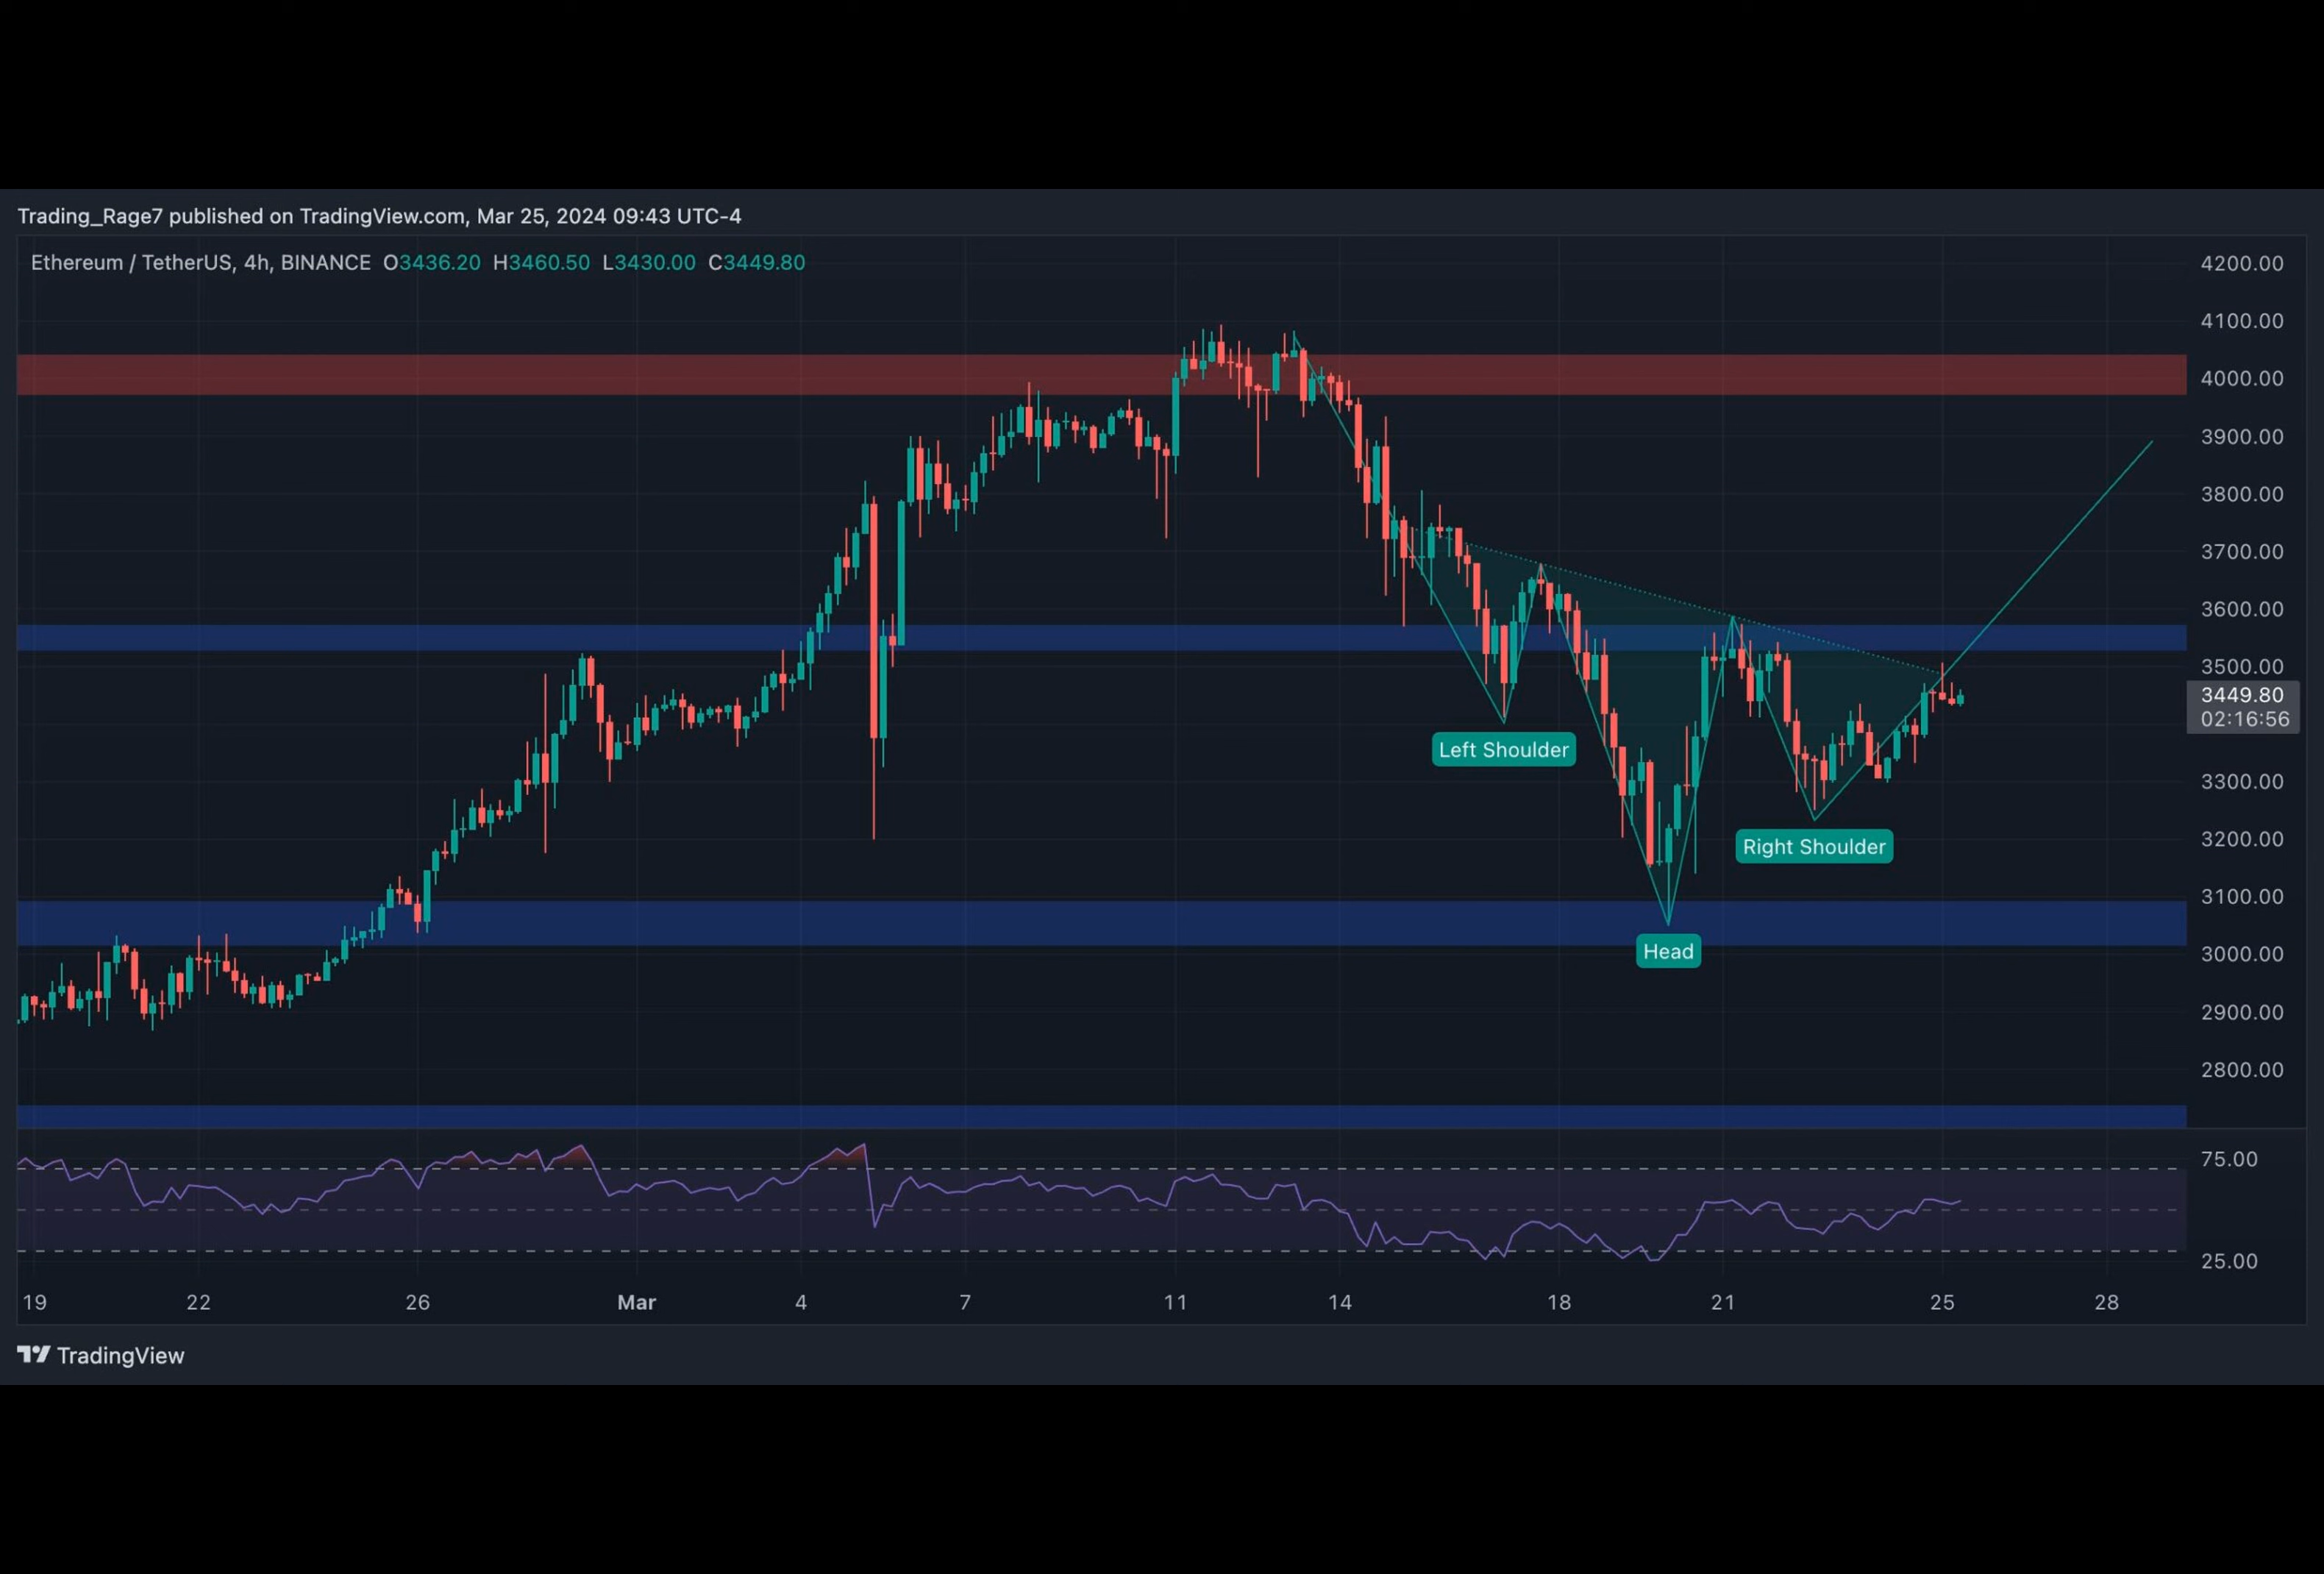 Trading_Rage7 published on TradingView.com, Mar 25, 2024 09:43 UTC-4
Ethereum / TetherUS, 4h, BINANCE O3436.20 H3460.50 L3430.00 C3449.80
4200.00
4100.00
4000.00
3900.00
3800.00
3700.00
3600.00
3500.00
3449.80
02:16:56
Left Shoulder
3300.00
Right Shoulder
3200.00
3100.00
Head
3000.00
2900.00
2800.00
75.00
25.00
19 22 26 Mar 4 7 11 14 18 21 25 28
TradingView